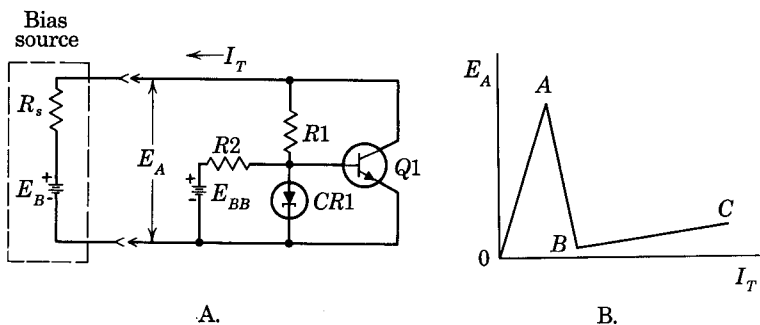 Bias
source
I_T
R_s
E_A
R1
R2
Q1
E_B
+
-
+
-
E_BB
CR1
A.
E_A
A
B
C
0
I_T
B.